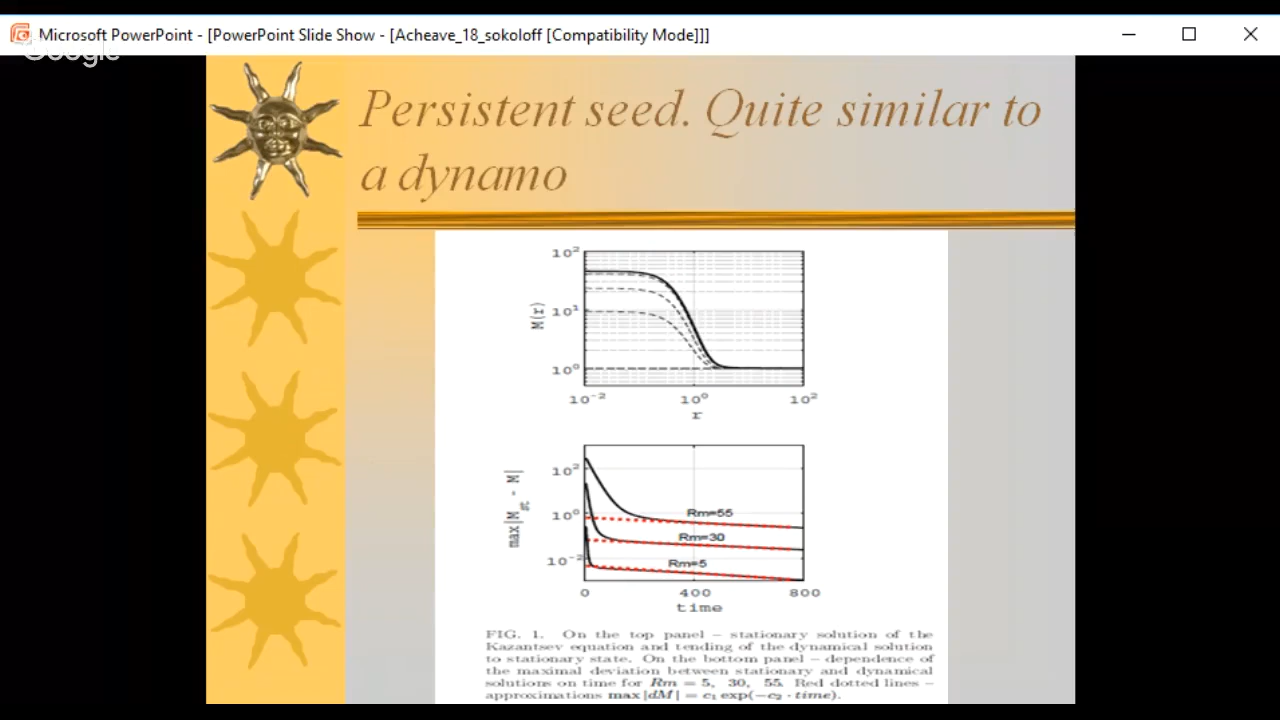 Microsoft PowerPoint - [PowerPoint Slide Show - [Acheave_18_sokoloff [Compatibility Mode]]]
Google
Persistent seed. Quite similar to
a dynamo
10²
10¹
10⁰
M(r)
10⁻² 10⁰ 10²
r
10²
10⁰
10⁻²
max|M_st - M|
Rm=55
Rm=30
Rm=5
0 400 800
time
FIG. 1. On the top panel – stationary solution of the
Kazantsev equation and tending of the dynamical solution
to stationary state. On the bottom panel – dependence of
the maximal deviation between stationary and dynamical
solutions on time for Rm = 5, 30, 55. Red dotted lines –
approximations max |dM| = c₁ exp(−c₂ · time).